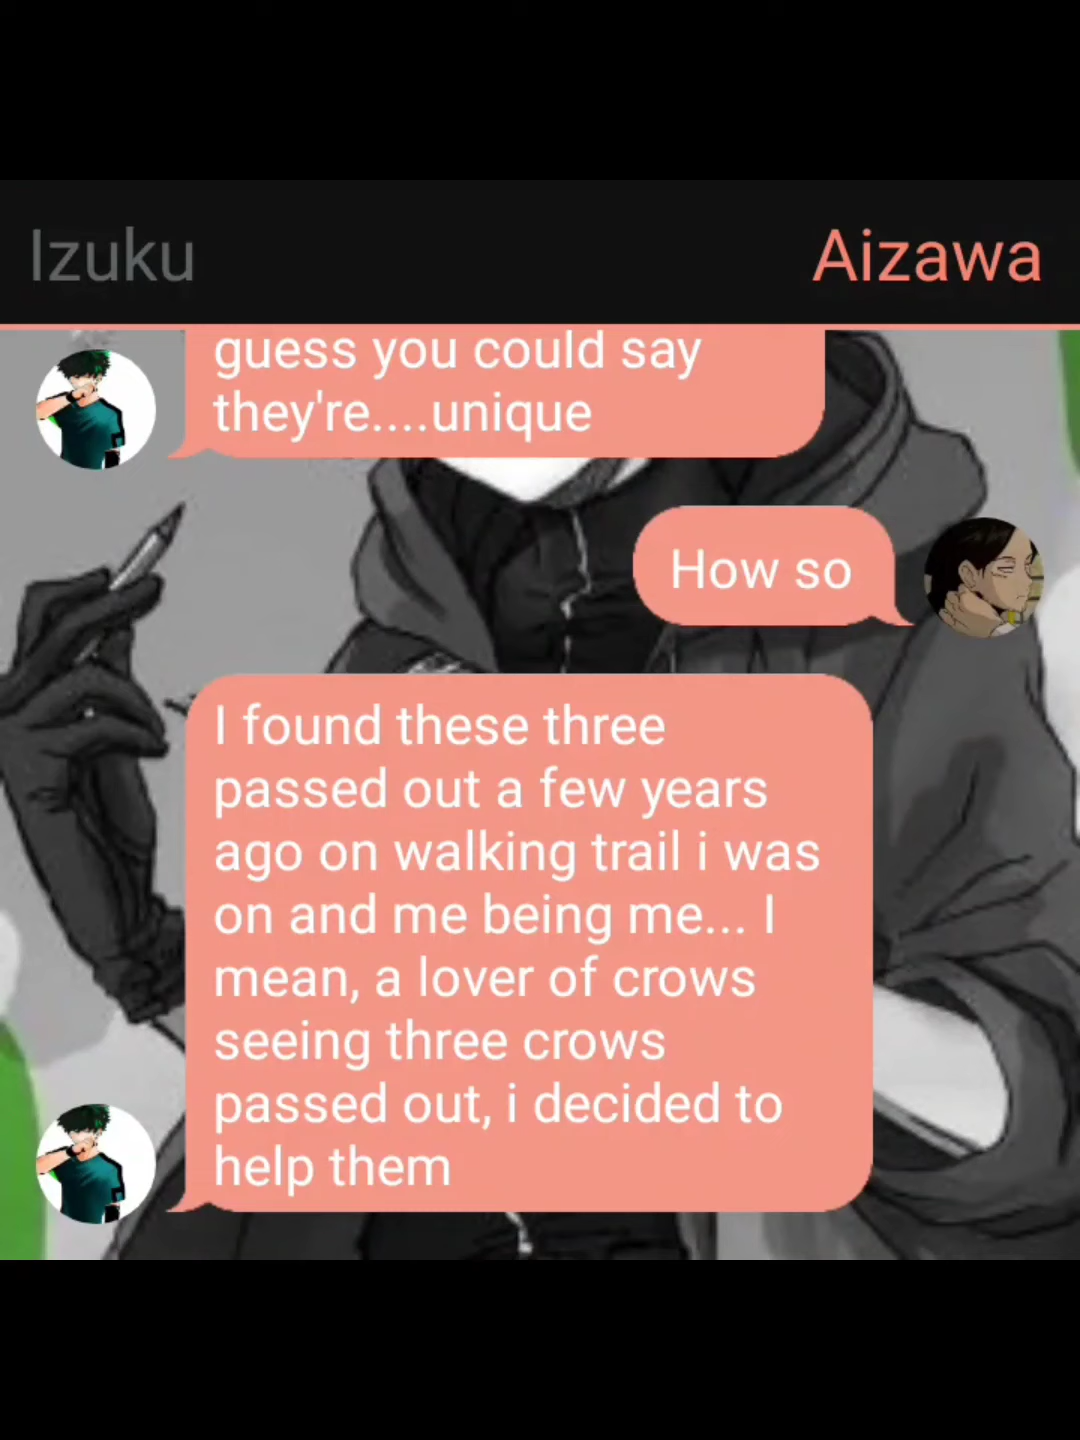 Izuku
Aizawa
guess you could say
they're....unique
How so
I found these three
passed out a few years
ago on walking trail i was
on and me being me... I
mean, a lover of crows
seeing three crows
passed out, i decided to
help them